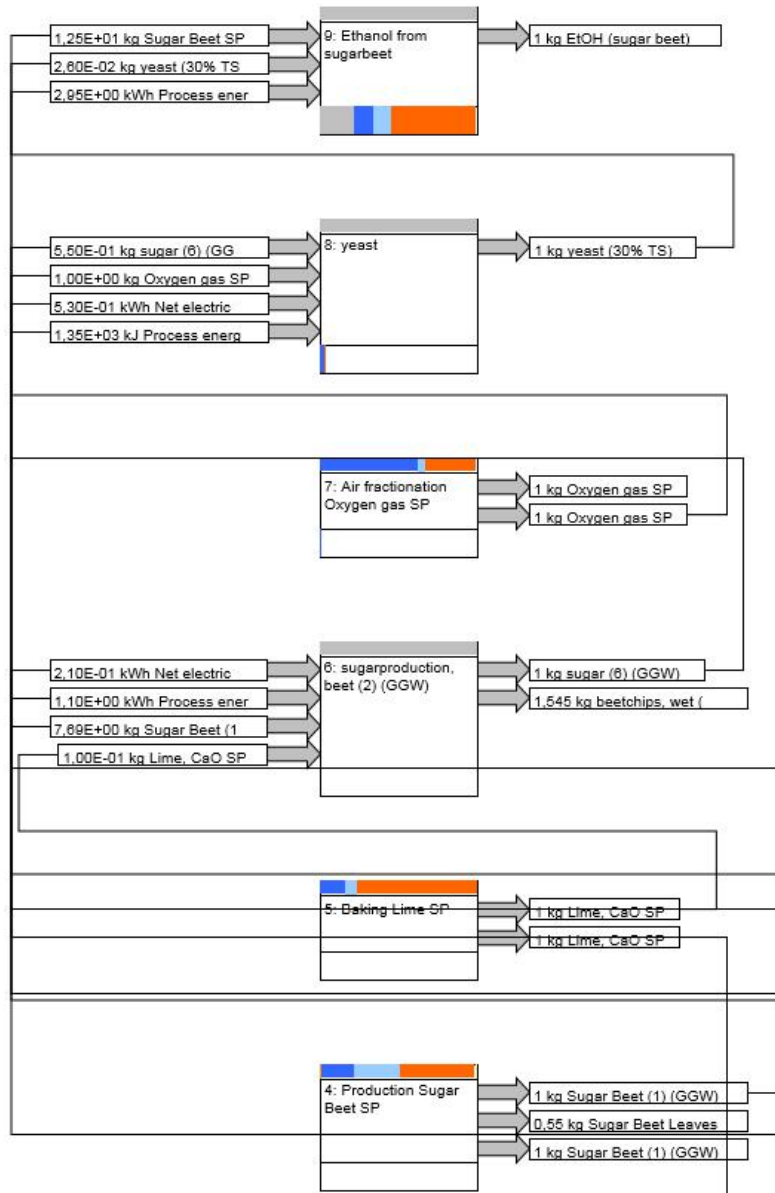 1,25E+01 kg Sugar Beet SP
2,60E-02 kg yeast (30% TS
2,95E+00 kWh Process ener
9: Ethanol from
sugarbeet
1 kg EtOH (sugar beet)
5,50E-01 kg sugar (6) (GG
1,00E+00 kg Oxygen gas SP
5,30E-01 kWh Net electric
1,35E+03 kJ Process energ
8: yeast
1 kg yeast (30% TS)
7: Air fractionation
Oxygen gas SP
1 kg Oxygen gas SP
1 kg Oxygen gas SP
2,10E-01 kWh Net electric
1,10E+00 kWh Process ener
7,69E+00 kg Sugar Beet (1
1,00E-01 kg Lime, CaO SP
6: sugarproduction,
beet (2) (GGW)
1 kg sugar (6) (GGW)
1,545 kg beetchips, wet (
5: Baking Lime SP
1 kg Lime, CaO SP
1 kg Lime, CaO SP
4: Production Sugar
Beet SP
1 kg Sugar Beet (1) (GGW)
0,55 kg Sugar Beet Leaves
1 kg Sugar Beet (1) (GGW)